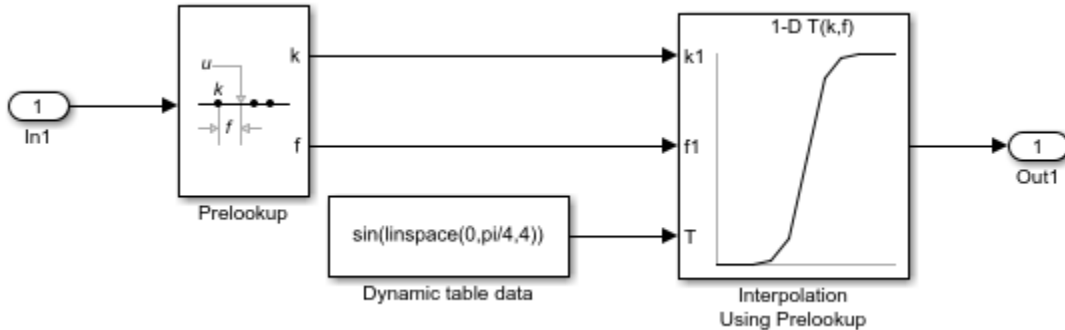 1-D T(k,f)
u
k
k
k1
1
In1
f
f
f1
1
Out1
Prelookup
sin(linspace(0,pi/4,4))
T
Dynamic table data
Interpolation
Using Prelookup